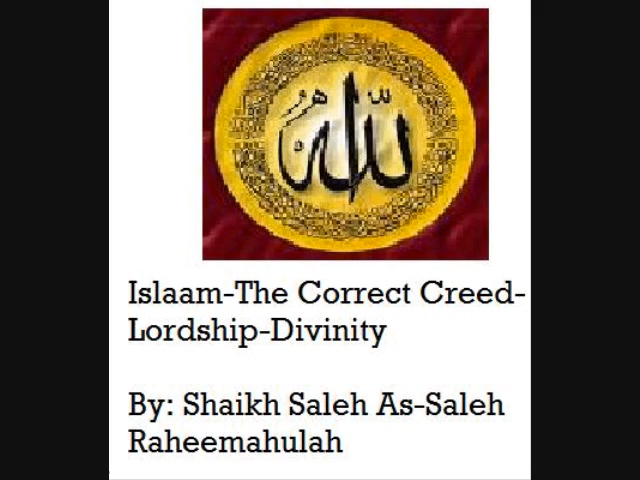 الله
Islaam-The Correct Creed-
Lordship-Divinity
By: Shaikh Saleh As-Saleh
Raheemahulah